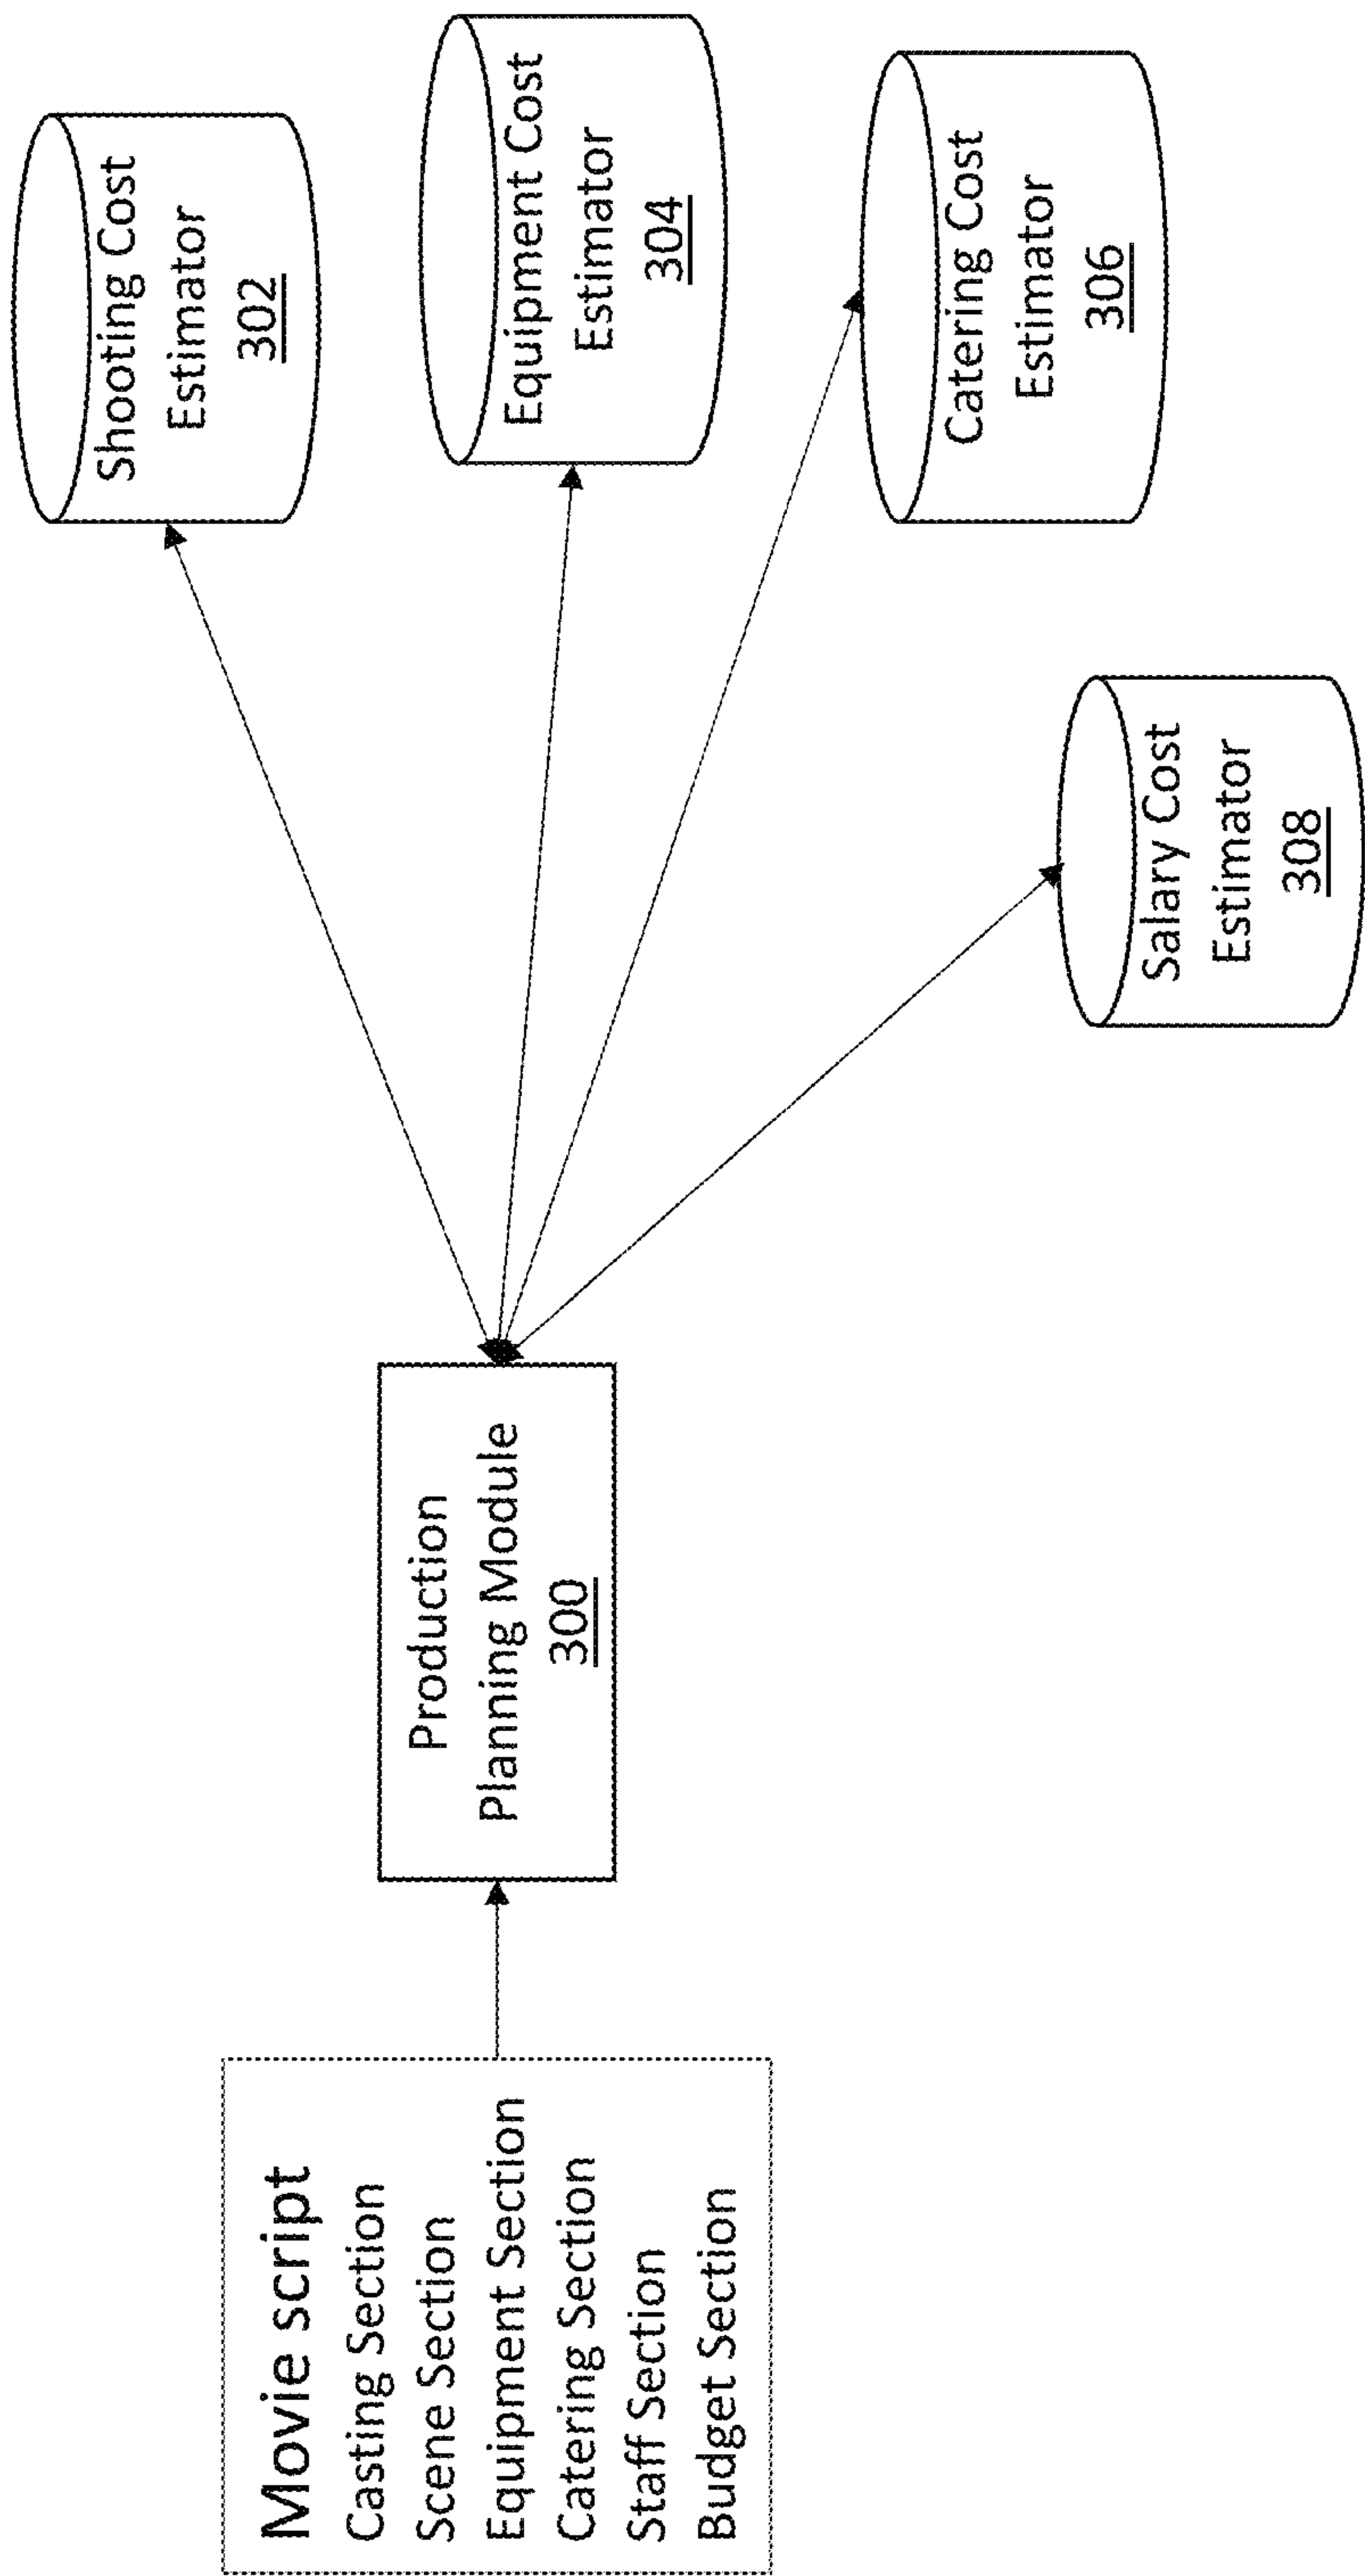 Movie script
Casting Section
Scene Section
Equipment Section
Catering Section
Staff Section
Budget Section
Production
Planning Module
300
Shooting Cost
Estimator
302
Equipment Cost
Estimator
304
Catering Cost
Estimator
306
Salary Cost
Estimator
308